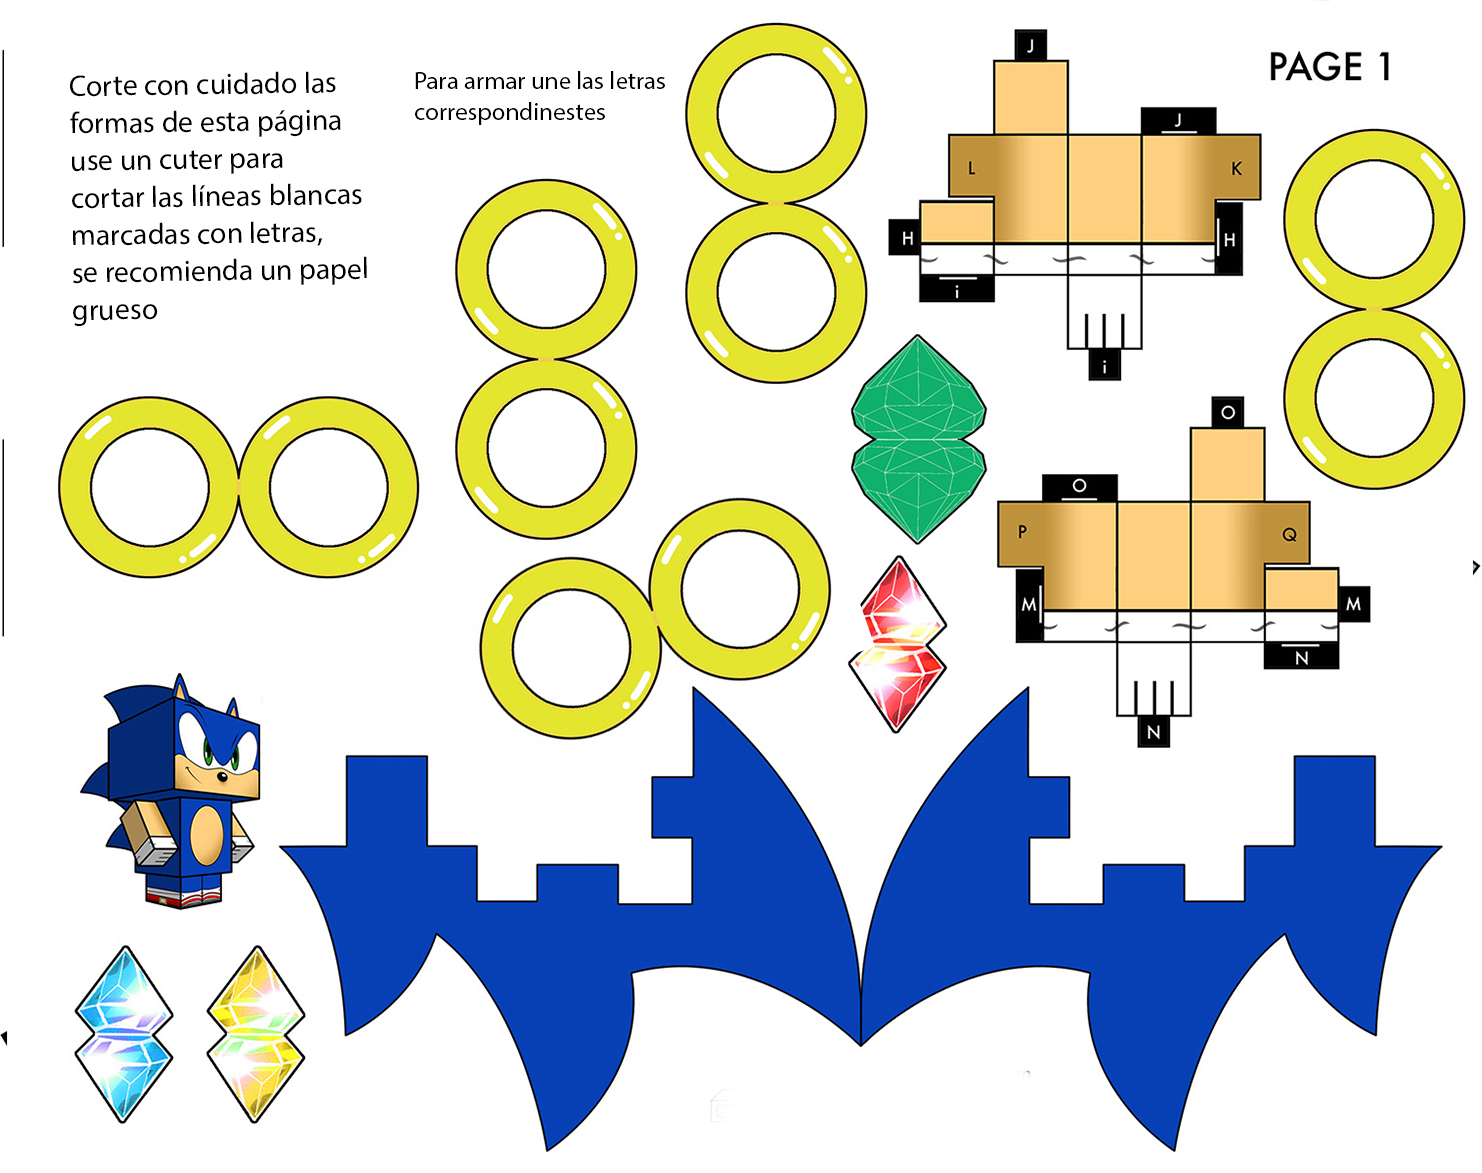 PAGE 1
Corte con cuidado las
formas de esta página
use un cuter para
cortar las líneas blancas
marcadas con letras,
se recomienda un papel
grueso
Para armar une las letras
correspondinestes
J
J
L
K
H
H
i
i
O
O
P
Q
M
M
N
N